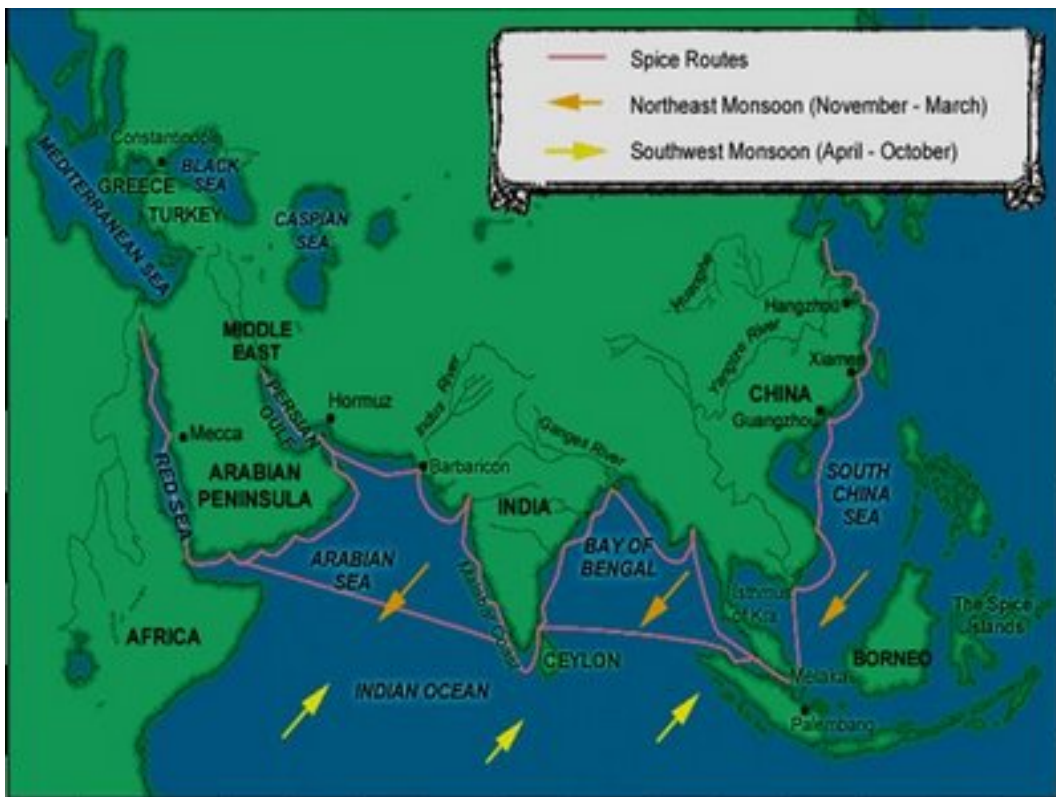 Spice Routes
Northeast Monsoon (November - March)
Southwest Monsoon (April - October)
Constantinople
BLACK
SEA
GREECE
TURKEY
MEDITERRANEAN SEA
CASPIAN
SEA
MIDDLE
EAST
PERSIAN
GULF
Hormuz
Mecca
RED SEA
ARABIAN
PENINSULA
Indus River
Barbaricon
Ganges River
INDIA
Huanghe
Hangzhou
Yangtze River
Xiamen
CHINA
Guangzhou
SOUTH
CHINA
SEA
ARABIAN
SEA
Malabar Coast
BAY OF
BENGAL
Isthmus
of Kra
The Spice
Islands
AFRICA
CEYLON
BORNEO
Melaka
INDIAN OCEAN
Palembang